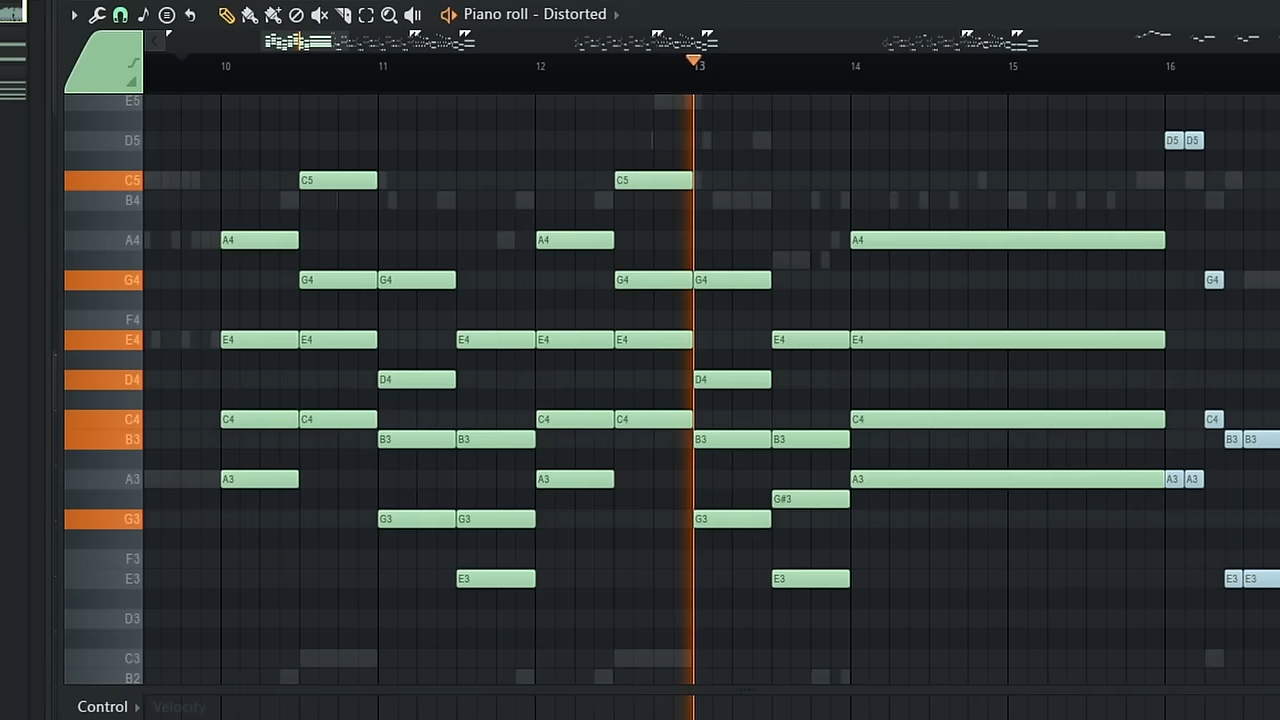 Piano roll - Distorted
10 11 12 13 14 15 16
E5
D5 D5 D5
C5 C5 C5
B4
A4 A4 A4 A4
G4 G4 G4 G4 G4 G4
F4
E4 E4 E4 E4 E4 E4 E4 E4
D4 D4 D4
C4 C4 C4 C4 C4 C4 C4
B3 B3 B3 B3 B3 B3 B3
A3 A3 A3 A3 A3 A3
G#3
G3 G3 G3 G3
F3
E3 E3 E3 E3 E3
D3
C3
B2
Control Velocity